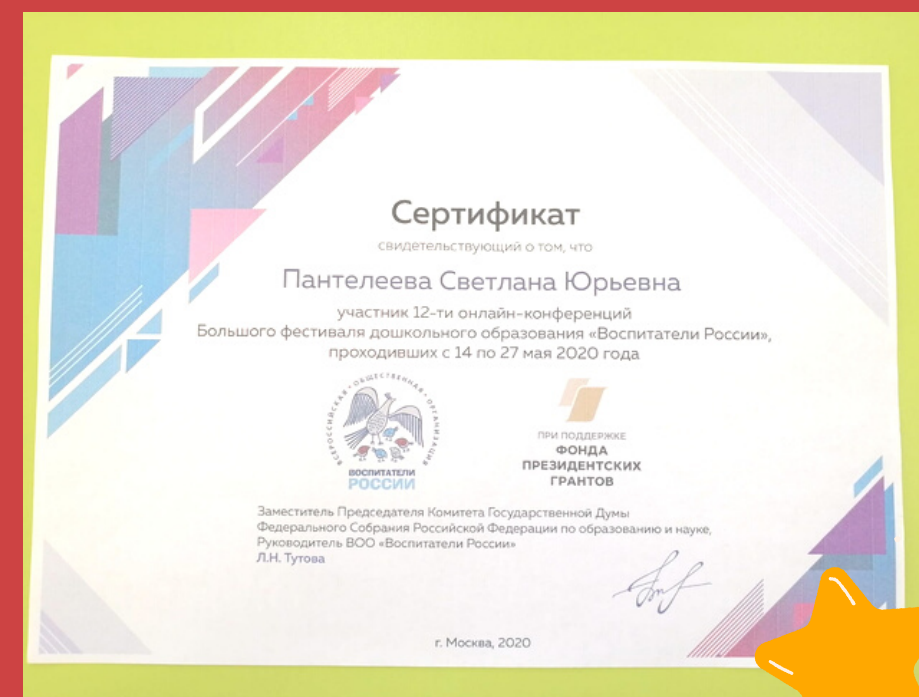 Сертификат
свидетельствующий о том, что
Пантелеева Светлана Юрьевна
участник 12-ти онлайн-конференций
Большого фестиваля дошкольного образования «Воспитатели России»,
проходивших с 14 по 27 мая 2020 года
ВСЕРОССИЙСКАЯ • ОБЩЕСТВЕННАЯ • ОРГАНИЗАЦИЯ
ВОСПИТАТЕЛИ
РОССИИ
ПРИ ПОДДЕРЖКЕ
ФОНДА
ПРЕЗИДЕНТСКИХ
ГРАНТОВ
Заместитель Председателя Комитета Государственной Думы
Федерального Собрания Российской Федерации по образованию и науке,
Руководитель ВОО «Воспитатели России»
Л.Н. Тутова
г. Москва, 2020